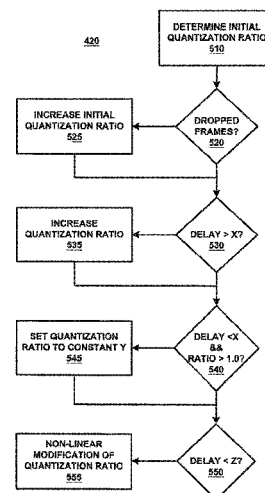 420
DETERMINE INITIAL
QUANTIZATION RATIO
510
INCREASE INITIAL
QUANTIZATION RATIO
525
DROPPED
FRAMES?
520
INCREASE
QUANTIZATION RATIO
535
DELAY > X?
530
SET QUANTIZATION
RATIO TO CONSTANT Y
545
DELAY <X
&&
RATIO > 1.0?
540
NON-LINEAR
MODIFICATION OF
QUANTIZATION RATIO
555
DELAY < Z?
550